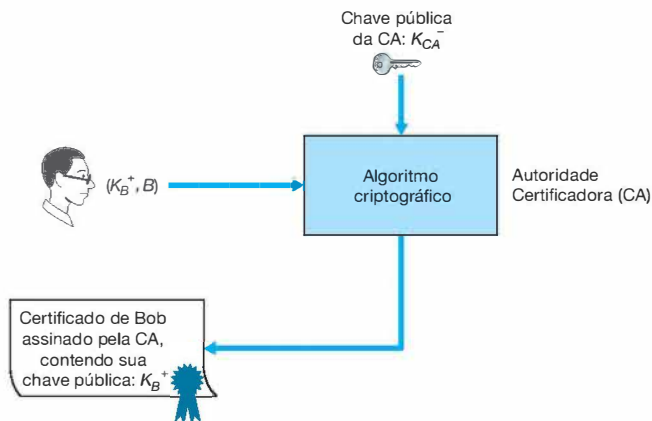 Chave pública
da CA: K_CA^-
(K_B^+, B)
Algoritmo
criptográfico
Autoridade
Certificadora (CA)
Certificado de Bob
assinado pela CA,
contendo sua
chave pública: K_B^+